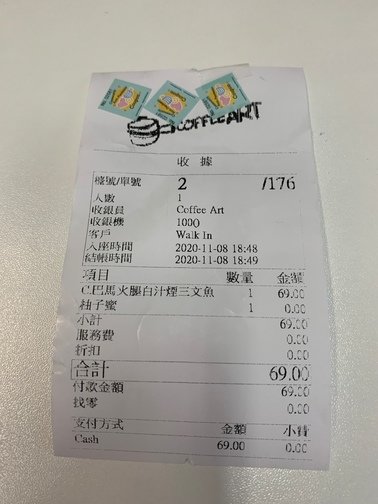 COFFEE ART
收據
檯號/單號 2 /176
人數 1
收銀員 Coffee Art
收銀機 1000
客戶 Walk In
入座時間 2020-11-08 18:48
結帳時間 2020-11-08 18:49
項目 數量 金額
C.巴馬火腿白汁煙三文魚 1 69.00
柚子蜜 1 0.00
小計 69.00
服務費 0.00
折扣 0.00
合計 69.00
付款金額 69.00
找零 0.00
支付方式 金額 小費
Cash 69.00 0.00